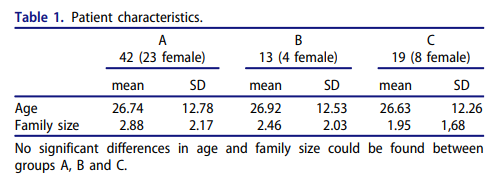 Table 1. Patient characteristics.
A B C
42 (23 female) 13 (4 female) 19 (8 female)
mean SD mean SD mean SD
Age 26.74 12.78 26.92 12.53 26.63 12.26
Family size 2.88 2.17 2.46 2.03 1.95 1,68
No significant differences in age and family size could be found between
groups A, B and C.